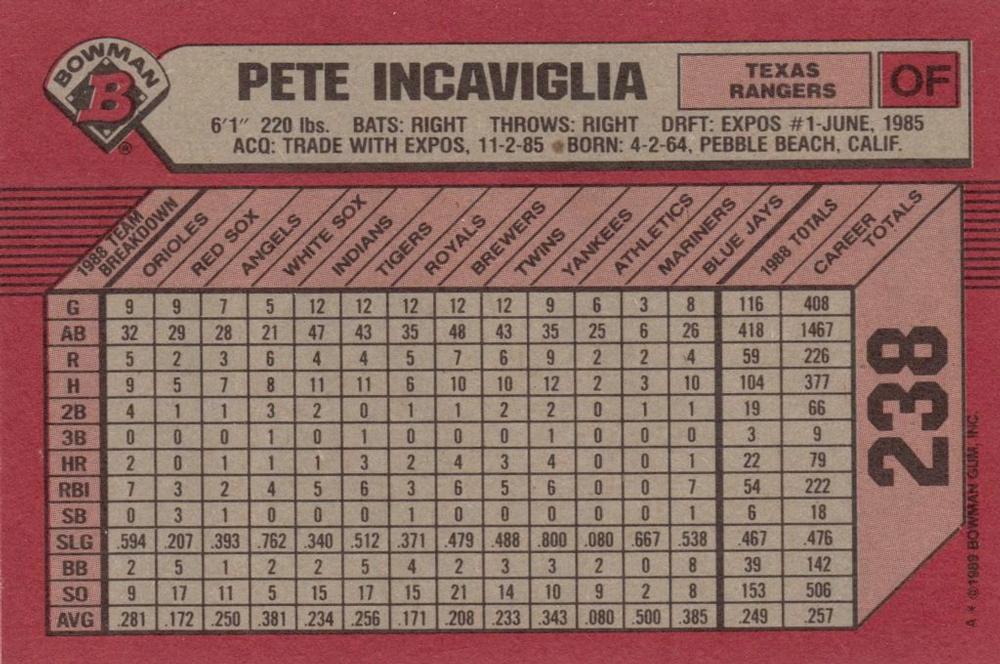 BOWMAN
B
®
PETE INCAVIGLIA
TEXAS
RANGERS
OF
6'1" 220 lbs. BATS: RIGHT THROWS: RIGHT DRFT: EXPOS #1-JUNE, 1985
ACQ: TRADE WITH EXPOS, 11-2-85 BORN: 4-2-64, PEBBLE BEACH, CALIF.
1988 TEAM
BREAKDOWN
ORIOLES
RED SOX
ANGELS
WHITE SOX
INDIANS
TIGERS
ROYALS
BREWERS
TWINS
YANKEES
ATHLETICS
MARINERS
BLUE JAYS
1988 TOTALS
CAREER
TOTALS
G 9 9 7 5 12 12 12 12 12 9 6 3 8 116 408
AB 32 29 28 21 47 43 35 48 43 35 25 6 26 418 1467
R 5 2 3 6 4 4 5 7 6 9 2 2 4 59 226
H 9 5 7 8 11 11 6 10 10 12 2 3 10 104 377
2B 4 1 1 3 2 0 1 1 2 2 0 1 1 19 66
3B 0 0 0 1 0 1 0 0 0 1 0 0 0 3 9
HR 2 0 1 1 1 3 2 4 3 4 0 0 1 22 79
RBI 7 3 2 4 5 6 3 6 5 6 0 0 7 54 222
SB 0 3 1 0 0 0 1 0 0 0 0 0 1 6 18
SLG .594 .207 .393 .762 .340 .512 .371 .479 .488 .800 .080 .667 .538 .467 .476
BB 2 5 1 2 2 5 4 2 3 3 2 0 8 39 142
SO 9 17 11 5 15 17 15 21 14 10 9 2 8 153 506
AVG .281 .172 .250 .381 .234 .256 .171 .208 .233 .343 .080 .500 .385 .249 .257
238
A * ©1989 BOWMAN GUM, INC.